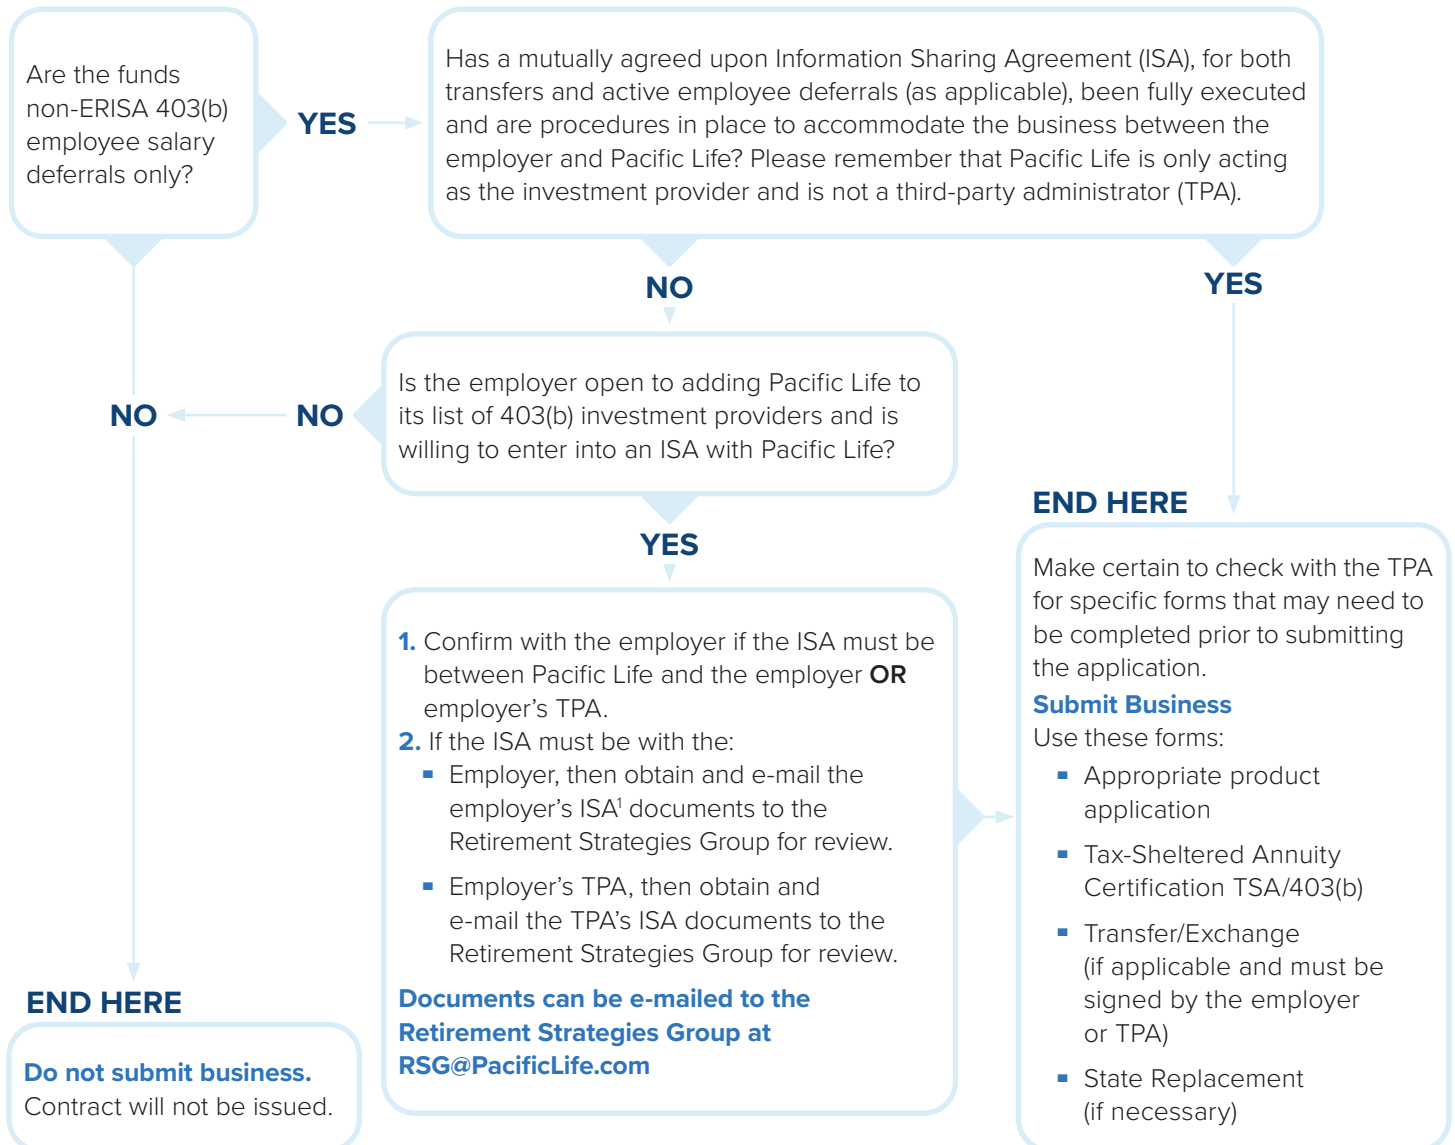 Are the funds
non-ERISA 403(b)
employee salary
deferrals only?
YES
Has a mutually agreed upon Information Sharing Agreement (ISA), for both
transfers and active employee deferrals (as applicable), been fully executed
and are procedures in place to accommodate the business between the
employer and Pacific Life? Please remember that Pacific Life is only acting
as the investment provider and is not a third-party administrator (TPA).
NO
YES
Is the employer open to adding Pacific Life to
its list of 403(b) investment providers and is
willing to enter into an ISA with Pacific Life?
NO
NO
YES
1. Confirm with the employer if the ISA must be
between Pacific Life and the employer OR
employer’s TPA.
2. If the ISA must be with the:
▪ Employer, then obtain and e-mail the
employer’s ISA¹ documents to the
Retirement Strategies Group for review.
▪ Employer’s TPA, then obtain and
e-mail the TPA’s ISA documents to the
Retirement Strategies Group for review.
Documents can be e-mailed to the
Retirement Strategies Group at
RSG@PacificLife.com
END HERE
Make certain to check with the TPA
for specific forms that may need to
be completed prior to submitting
the application.
Submit Business
Use these forms:
▪ Appropriate product
application
▪ Tax-Sheltered Annuity
Certification TSA/403(b)
▪ Transfer/Exchange
(if applicable and must be
signed by the employer
or TPA)
▪ State Replacement
(if necessary)
END HERE
Do not submit business.
Contract will not be issued.